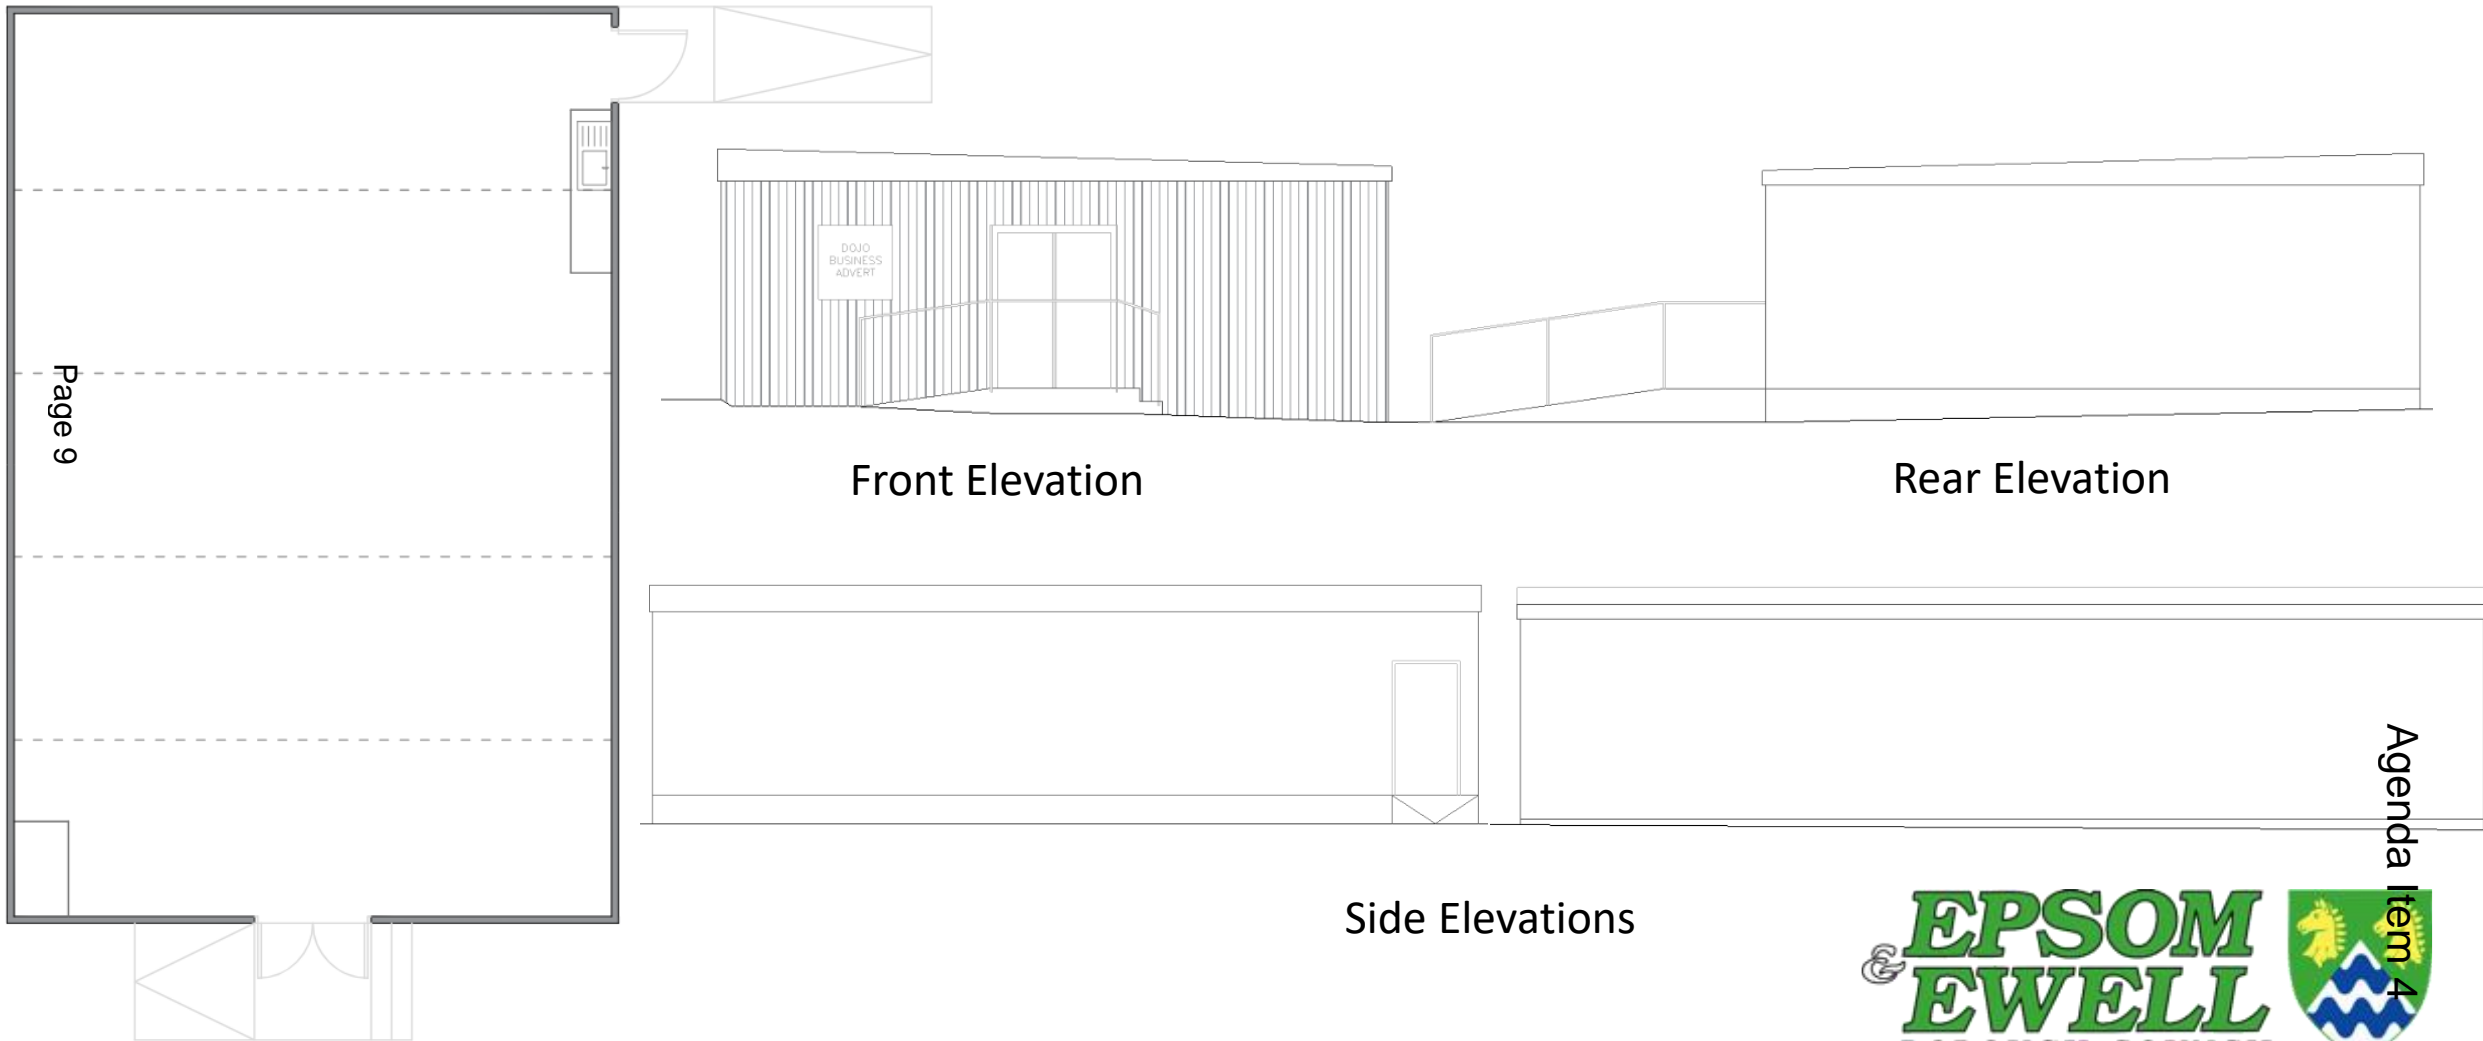 Page 9
DOJO
BUSINESS
ADVERT
Front Elevation
Rear Elevation
Side Elevations
Agenda Item 4
EPSOM
& EWELL